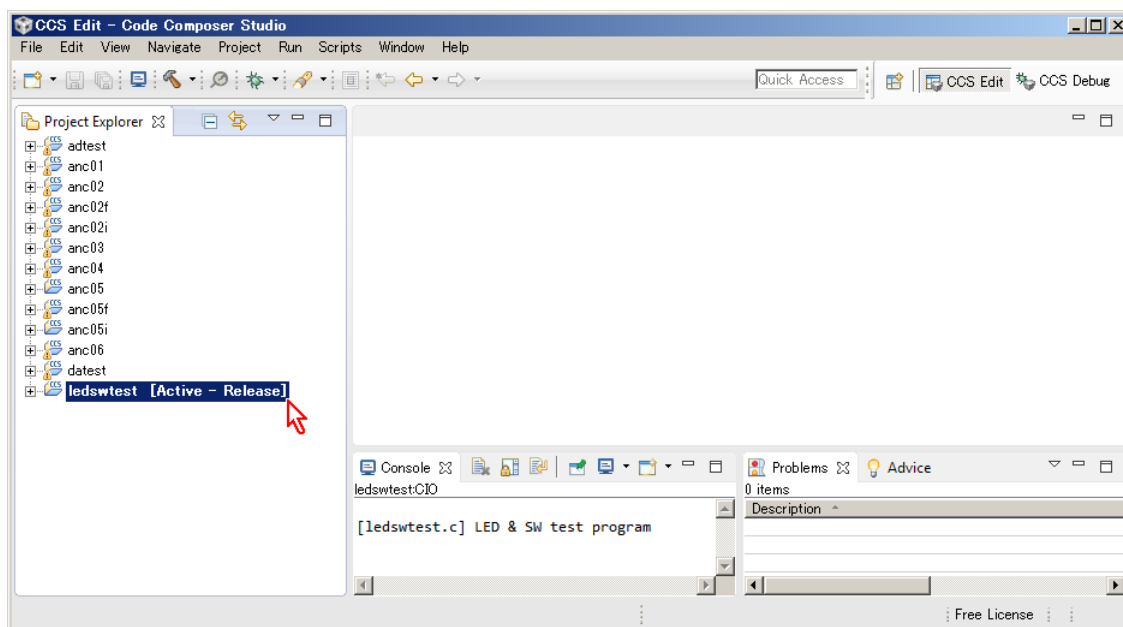 CCS Edit - Code Composer Studio
File Edit View Navigate Project Run Scripts Window Help
Quick Access
CCS Edit
CCS Debug
Project Explorer
adtest
anc01
anc02
anc02f
anc02i
anc03
anc04
anc05
anc05f
anc05i
anc06
datest
ledswtest [Active - Release]
Console
ledswtest:CIO
[ledswtest.c] LED & SW test program
Problems
Advice
0 items
Description
Free License